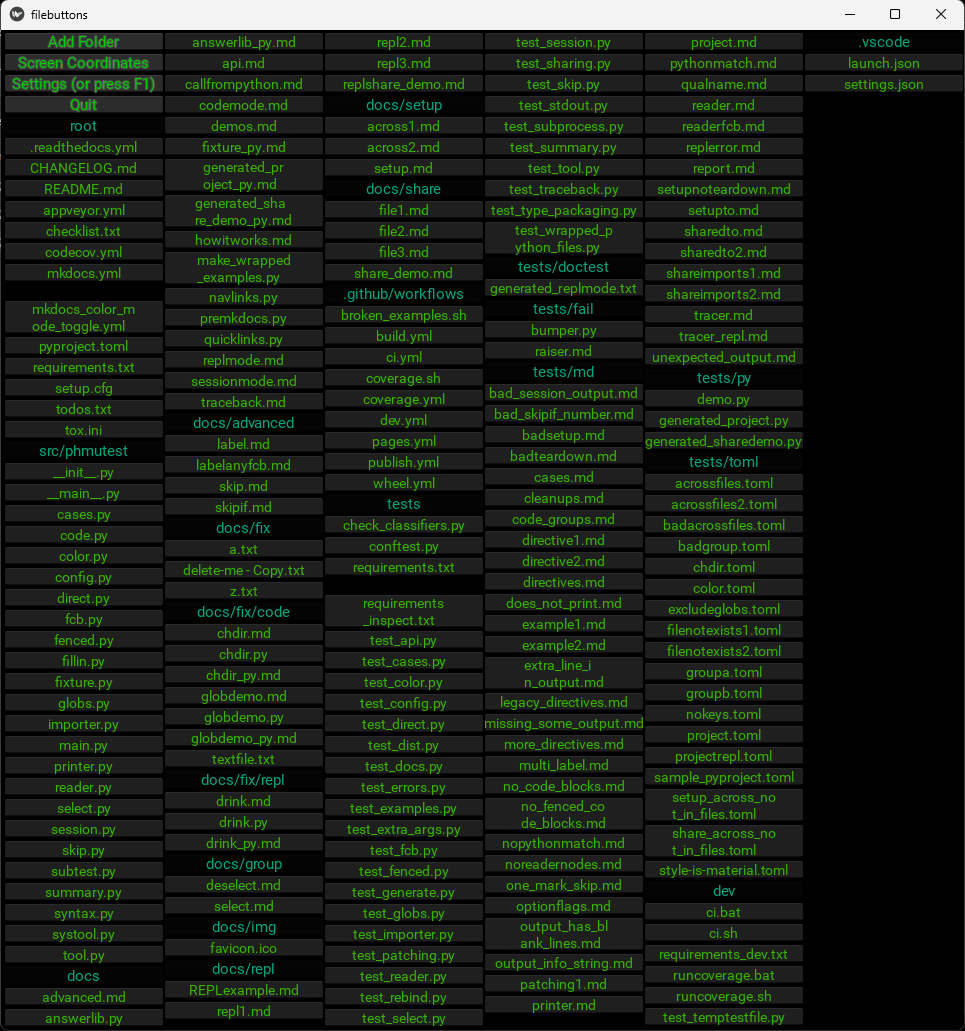 filebuttons
Add Folder
Screen Coordinates
Settings (or press F1)
Quit
root
.readthedocs.yml
CHANGELOG.md
README.md
appveyor.yml
checklist.txt
codecov.yml
mkdocs.yml
mkdocs_color_m
ode_toggle.yml
pyproject.toml
requirements.txt
setup.cfg
todos.txt
tox.ini
src/phmutest
__init__.py
__main__.py
cases.py
code.py
color.py
config.py
direct.py
fcb.py
fenced.py
fillin.py
fixture.py
globs.py
importer.py
main.py
printer.py
reader.py
select.py
session.py
skip.py
subtest.py
summary.py
syntax.py
systool.py
tool.py
docs
advanced.md
answerlib.py
answerlib_py.md
api.md
callfrompython.md
codemode.md
demos.md
fixture_py.md
generated_pr
oject_py.md
generated_sha
re_demo_py.md
howitworks.md
make_wrapped
_examples.py
navlinks.py
premkdocs.py
quicklinks.py
replmode.md
sessionmode.md
traceback.md
docs/advanced
label.md
labelanyfcb.md
skip.md
skipif.md
docs/fix
a.txt
delete-me - Copy.txt
z.txt
docs/fix/code
chdir.md
chdir.py
chdir_py.md
globdemo.md
globdemo.py
globdemo_py.md
textfile.txt
docs/fix/repl
drink.md
drink.py
drink_py.md
docs/group
deselect.md
select.md
docs/img
favicon.ico
docs/repl
REPLexample.md
repl1.md
repl2.md
repl3.md
replshare_demo.md
docs/setup
across1.md
across2.md
setup.md
docs/share
file1.md
file2.md
file3.md
share_demo.md
.github/workflows
broken_examples.sh
build.yml
ci.yml
coverage.sh
coverage.yml
dev.yml
pages.yml
publish.yml
wheel.yml
tests
check_classifiers.py
conftest.py
requirements.txt
requirements
_inspect.txt
test_api.py
test_cases.py
test_color.py
test_config.py
test_direct.py
test_dist.py
test_docs.py
test_errors.py
test_examples.py
test_extra_args.py
test_fcb.py
test_fenced.py
test_generate.py
test_globs.py
test_importer.py
test_patching.py
test_reader.py
test_rebind.py
test_select.py
test_session.py
test_sharing.py
test_skip.py
test_stdout.py
test_subprocess.py
test_summary.py
test_tool.py
test_traceback.py
test_type_packaging.py
test_wrapped_p
ython_files.py
tests/doctest
generated_replmode.txt
tests/fail
bumper.py
raiser.md
tests/md
bad_session_output.md
bad_skipif_number.md
badsetup.md
badteardown.md
cases.md
cleanups.md
code_groups.md
directive1.md
directive2.md
directives.md
does_not_print.md
example1.md
example2.md
extra_line_i
n_output.md
legacy_directives.md
missing_some_output.md
more_directives.md
multi_label.md
no_code_blocks.md
no_fenced_co
de_blocks.md
nopythonmatch.md
noreadernodes.md
one_mark_skip.md
optionflags.md
output_has_bl
ank_lines.md
output_info_string.md
patching1.md
printer.md
project.md
pythonmatch.md
qualname.md
reader.md
readerfcb.md
replerror.md
report.md
setupnoteardown.md
setupto.md
sharedto.md
sharedto2.md
shareimports1.md
shareimports2.md
tracer.md
tracer_repl.md
unexpected_output.md
tests/py
demo.py
generated_project.py
generated_sharedemo.py
tests/toml
acrossfiles.toml
acrossfiles2.toml
badacrossfiles.toml
badgroup.toml
chdir.toml
color.toml
excludeglobs.toml
filenotexists1.toml
filenotexists2.toml
groupa.toml
groupb.toml
nokeys.toml
project.toml
projectrepl.toml
sample_pyproject.toml
setup_across_no
t_in_files.toml
share_across_no
t_in_files.toml
style-is-material.toml
dev
ci.bat
ci.sh
requirements_dev.txt
runcoverage.bat
runcoverage.sh
test_temptestfile.py
.vscode
launch.json
settings.json